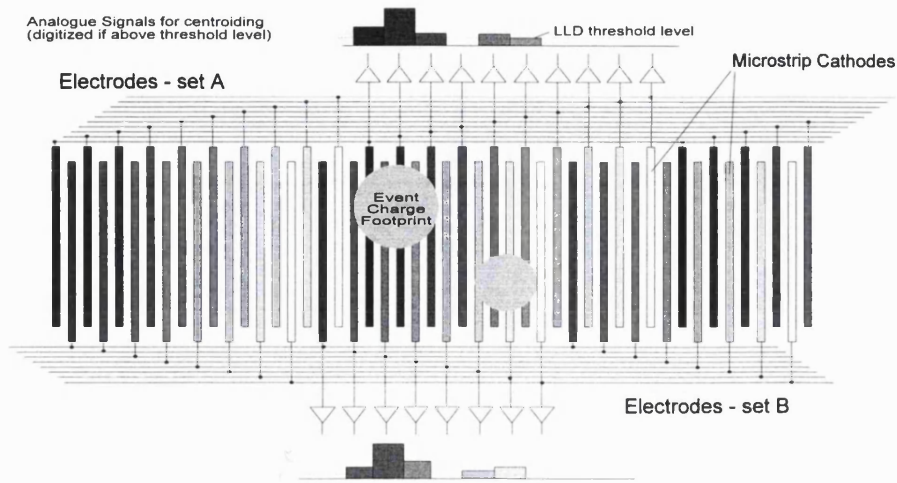 Analogue Signals for centroiding
(digitized if above threshold level)
LLD threshold level
Microstrip Cathodes
Electrodes - set A
Event
Charge
Footprint
Electrodes - set B